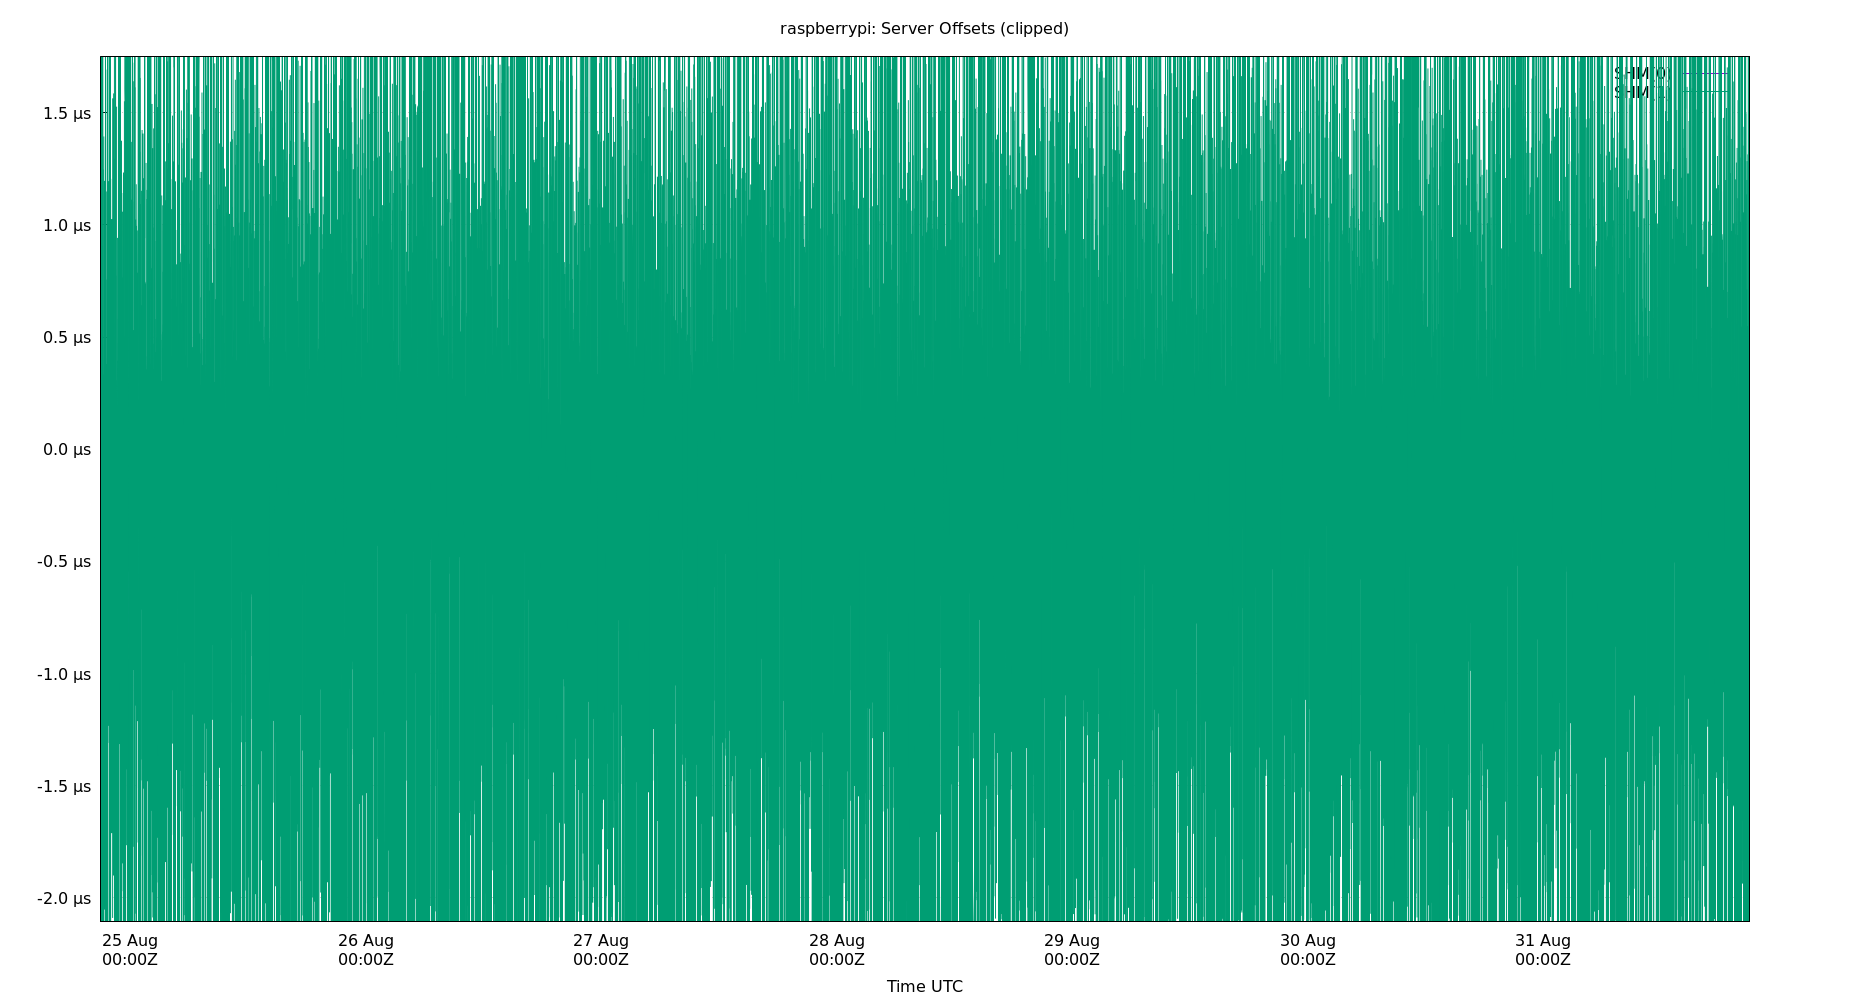 raspberrypi: Server Offsets (clipped)
SHM(0)
1.5 µs
1.0 µs
0.5 µs
0.0 µs
-0.5 µs
-1.0 µs
-1.5 µs
-2.0 µs
25 Aug 26 Aug 27 Aug 28 Aug 29 Aug 30 Aug 31 Aug
00:00Z 00:00Z 00:00Z 00:00Z 00:00Z 00:00Z 00:00Z
Time UTC